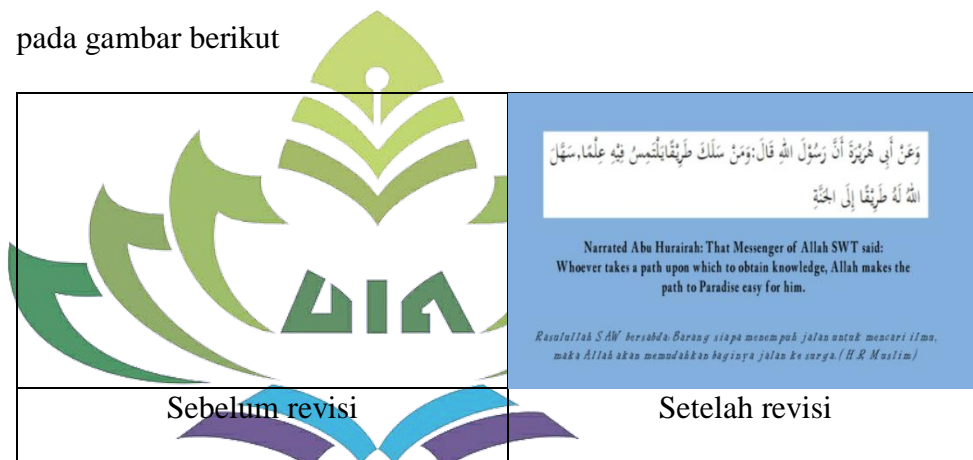 pada gambar berikut
UIN
وَعَنْ أَبِى هُرَيْرَةَ أَنَّ رَسُوْلَ اللهِ قَالَ:وَمَنْ سَلَكَ طَرِيْقًايَلْتَمِسُ فِيْهِ عِلْمًا,سَهَّلَ
اللهُ لَهُ طَرِيْقًا إِلَى الجَنَّةِ
Narrated Abu Hurairah: That Messenger of Allah SWT said:
Whoever takes a path upon which to obtain knowledge, Allah makes the
path to Paradise easy for him.
Rasulullah SAW bersabda:Barang siapa menempuh jalan untuk mencari ilmu,
maka Allah akan memudahkan baginya jalan ke surga.(H.R Muslim)
Sebelum revisi
Setelah revisi